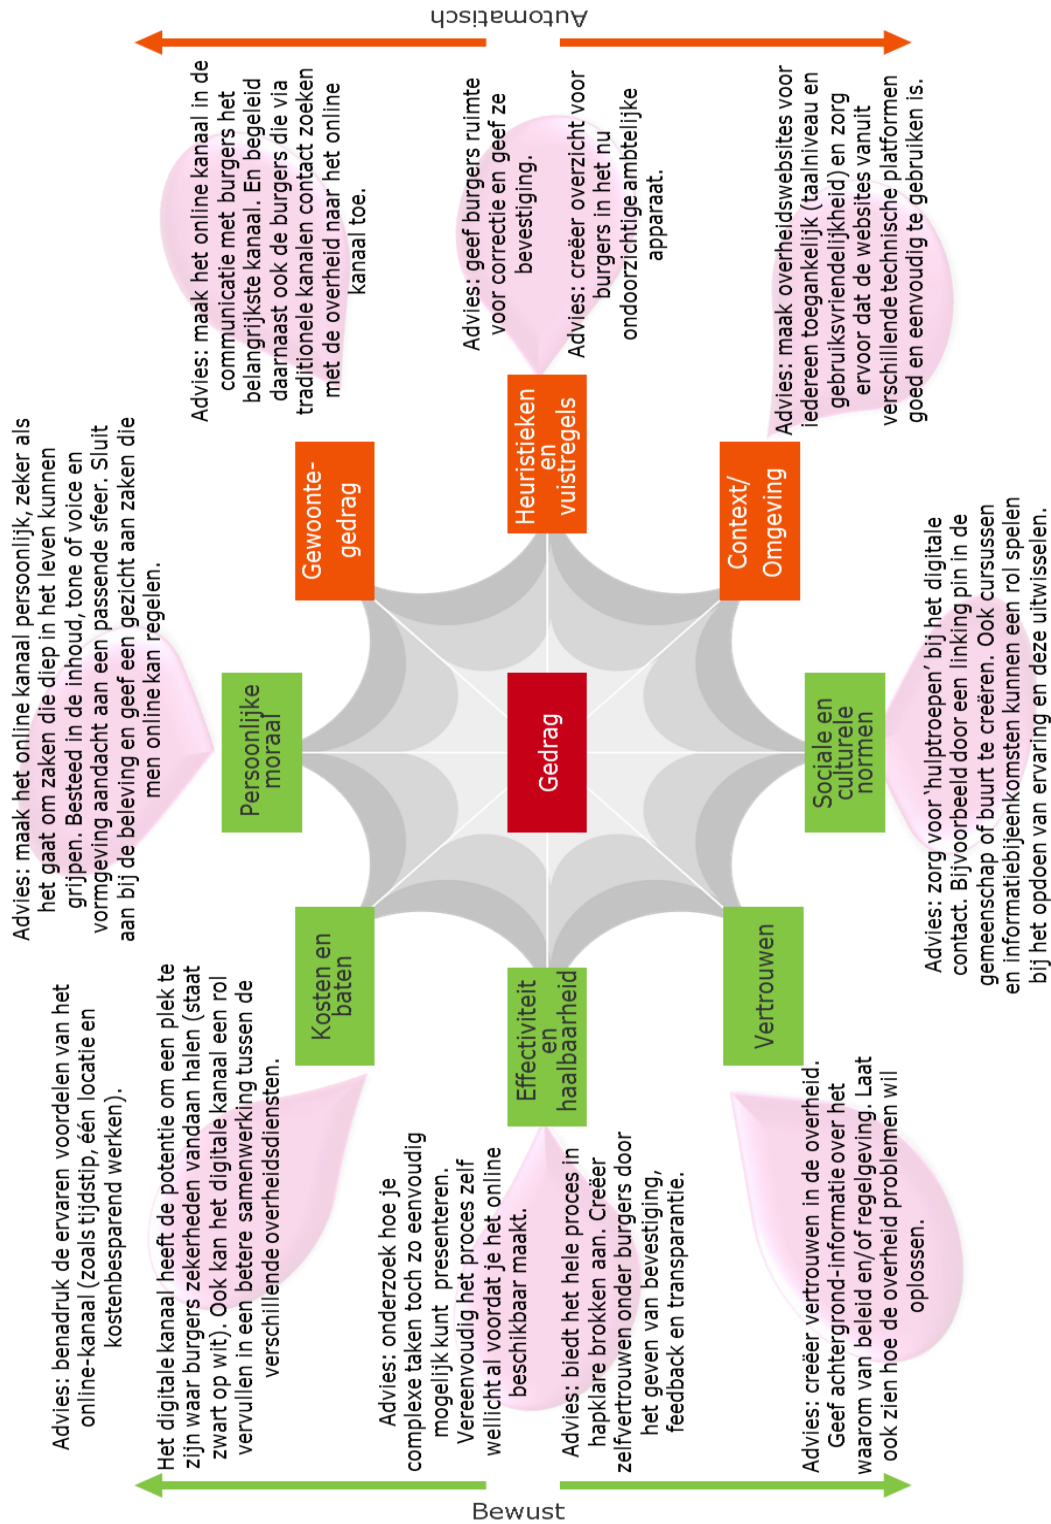 Bewust
Advies: benadruk de ervaren voordelen van het
online-kanaal (zoals tijdstip, één locatie en
kostenbesparend werken).
Het digitale kanaal heeft de potentie om een plek te
zijn waar burgers zekerheden vandaan halen (staat
zwart op wit). Ook kan het digitale kanaal een rol
vervullen in een betere samenwerking tussen de
verschillende overheidsdiensten.
Kosten en
baten
Advies: onderzoek hoe je
complexe taken toch zo eenvoudig
mogelijk kunt presenteren.
Vereenvoudig het proces zelf
wellicht al voordat je het online
beschikbaar maakt.
Advies: biedt het hele proces in
hapklare brokken aan. Creëer
zelfvertrouwen onder burgers door
het geven van bevestiging,
feedback en transparantie.
Effectiviteit
en
haalbaarheid
Advies: creëer vertrouwen in de overheid.
Geef achtergrond-informatie over het
waarom van beleid en/of regelgeving. Laat
ook zien hoe de overheid problemen wil
oplossen.
Vertrouwen
Advies: maak het online kanaal persoonlijk, zeker als
het gaat om zaken die diep in het leven kunnen
grijpen. Besteed in de inhoud, tone of voice en
vormgeving aandacht aan een passende sfeer. Sluit
aan bij de beleving en geef een gezicht aan zaken die
men online kan regelen.
Persoonlijke
moraal
Gedrag
Sociale en
culturele
normen
Advies: zorg voor ‘hulptroepen’ bij het digitale
contact. Bijvoorbeeld door een linking pin in de
gemeenschap of buurt te creëren. Ook cursussen
en informatiebijeenkomsten kunnen een rol spelen
bij het opdoen van ervaring en deze uitwisselen.
Gewoonte-
gedrag
Advies: maak het online kanaal in de
communicatie met burgers het
belangrijkste kanaal. En begeleid
daarnaast ook de burgers die via
traditionele kanalen contact zoeken
met de overheid naar het online
kanaal toe.
Heuristieken
en
vuistregels
Advies: geef burgers ruimte
voor correctie en geef ze
bevestiging.
Advies: creëer overzicht voor
burgers in het nu
ondoorzichtige ambtelijke
apparaat.
Context/
Omgeving
Advies: maak overheidswebsites voor
iedereen toegankelijk (taalniveau en
gebruiksvriendelijkheid) en zorg
ervoor dat de websites vanuit
verschillende technische platformen
goed en eenvoudig te gebruiken is.
Automatisch